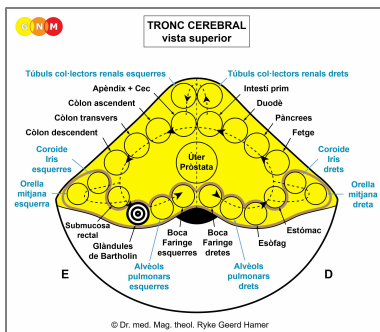 GNM
TRONC CEREBRAL
vista superior
Túbuls col·lectors renals esquerres
Túbuls col·lectors renals drets
Apèndix + Cec
Intestí prim
Còlon ascendent
Duodè
Còlon transvers
Pàncrees
Còlon descendent
Fetge
Coroide
Iris
esquerres
Coroide
Iris
drets
Úter
Pròstata
Orella
mitjana
esquerra
Orella
mitjana
dreta
Submucosa
rectal
Glàndules
de Bartholin
Boca
Faringe
esquerres
Boca
Faringe
dretes
Esòfag
Estómac
Alvèols
pulmonars
esquerres
Alvèols
pulmonars
drets
E
D
© Dr. med. Mag. theol. Ryke Geerd Hamer